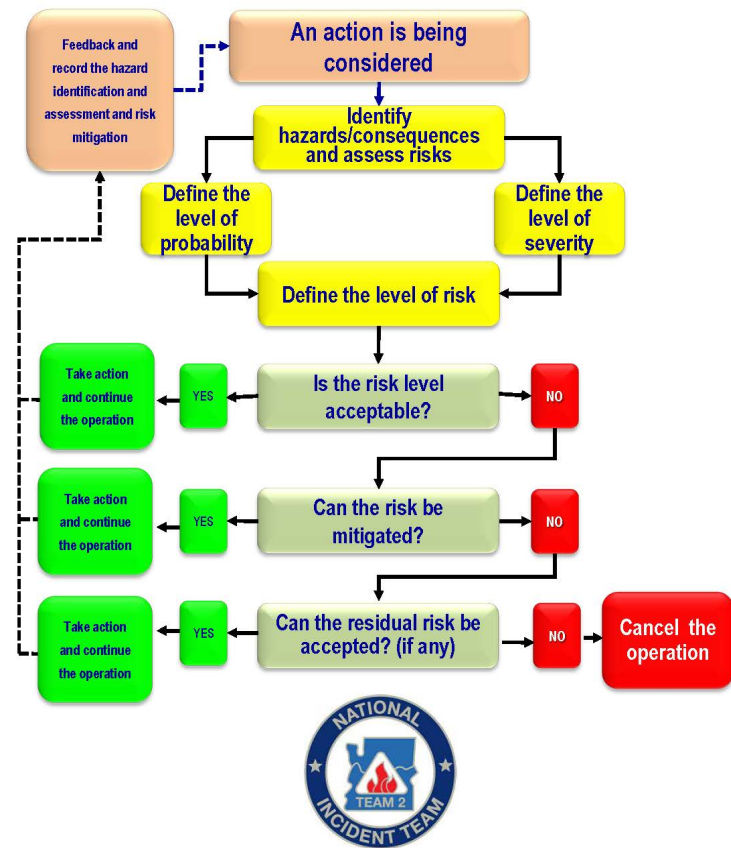 Feedback and
record the hazard
identification and
assessment and risk
mitigation
An action is being
considered
Identify
hazards/consequences
and assess risks
Define the
level of
probability
Define the
level of
severity
Define the level of risk
Take action
and continue
the operation
YES
Is the risk level
acceptable?
NO
Take action
and continue
the operation
YES
Can the risk be
mitigated?
NO
Take action
and continue
the operation
YES
Can the residual risk be
accepted? (if any)
NO
Cancel the
operation
NATIONAL
TEAM 2
INCIDENT TEAM